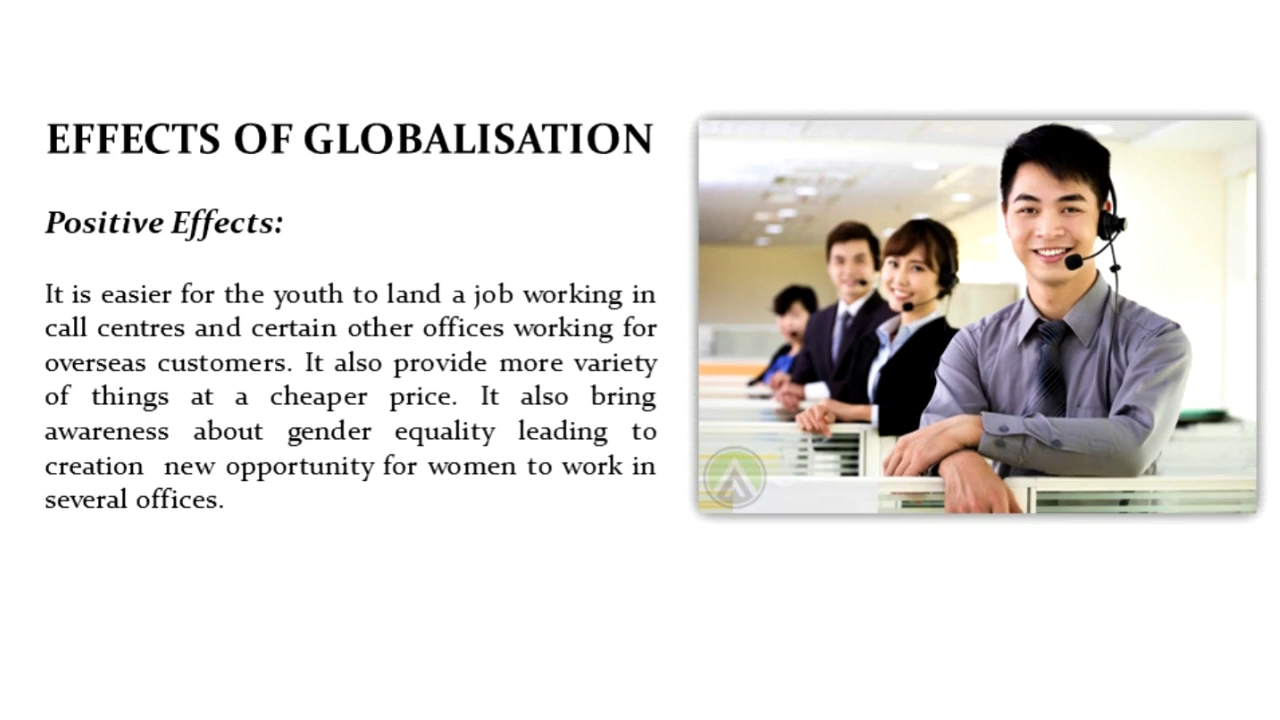 EFFECTS OF GLOBALISATION
Positive Effects:
It is easier for the youth to land a job working in
call centres and certain other offices working for
overseas customers. It also provide more variety
of things at a cheaper price. It also bring
awareness about gender equality leading to
creation  new opportunity for women to work in
several offices.